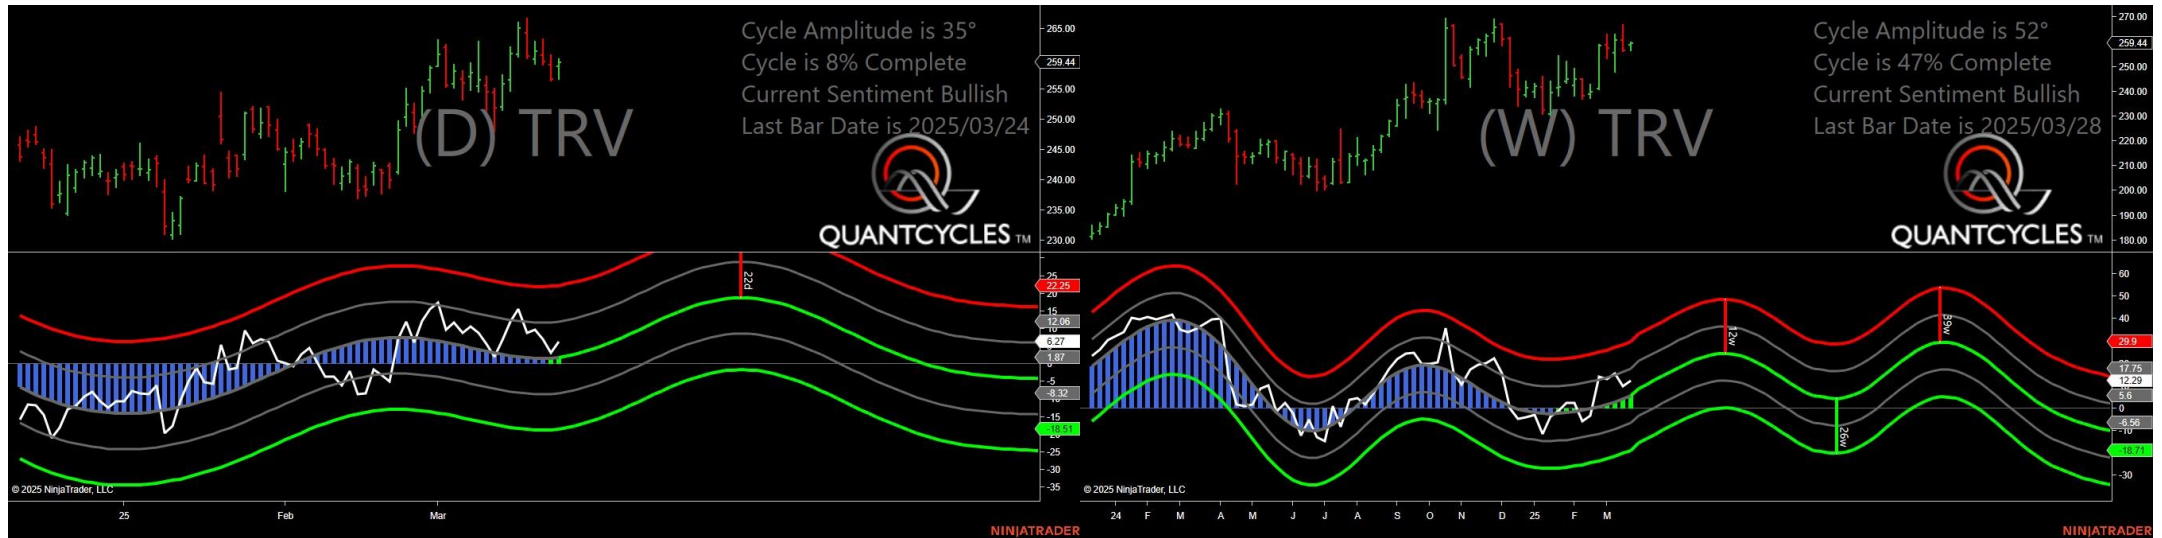 Cycle Amplitude is 35°
Cycle is 8% Complete
Current Sentiment Bullish
Last Bar Date is 2025/03/24
(D) TRV
QUANTCYCLES TM
265.00
259.44
255.00
250.00
245.00
240.00
235.00
230.00
22d
25
22.25
20
15
12.06
10
6.27
1.87
0
-5
-8.32
-15
-18.51
-25
-30
-35
© 2025 NinjaTrader, LLC
25 Feb Mar
NINJATRADER
Cycle Amplitude is 52°
Cycle is 47% Complete
Current Sentiment Bullish
Last Bar Date is 2025/03/28
(W) TRV
QUANTCYCLES TM
270.00
259.44
250.00
240.00
230.00
220.00
210.00
200.00
190.00
180.00
12w
26w
39w
60
50
40
29.9
17.75
12.29
5.6
0
-6.56
-10
-18.71
-30
© 2025 NinjaTrader, LLC
24 F M A M J J A S O N D 25 F M
NINJATRADER